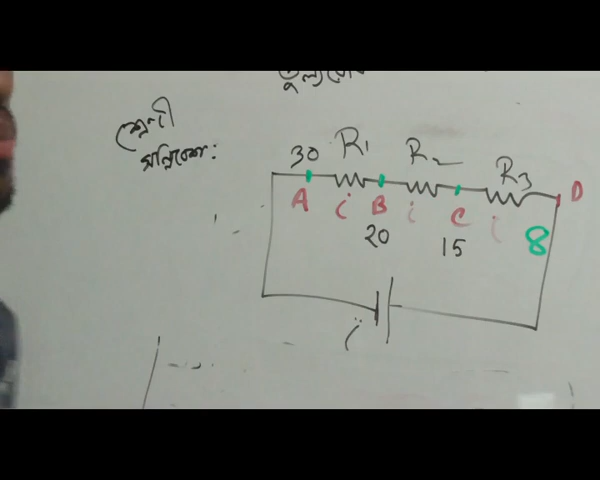 শ্রেণী
সন্নিবেশ:
30 R₁ R₂ R₃
A i B i C i D
20 15 8
i